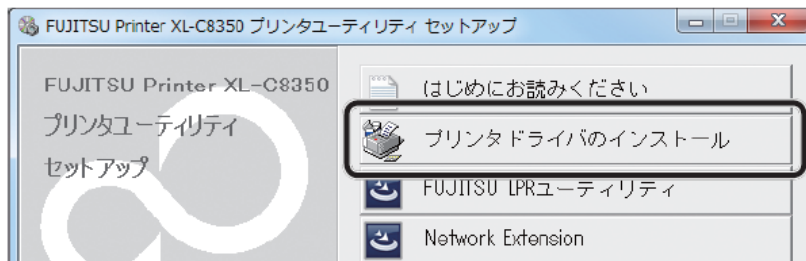 FUJITSU Printer XL-C8350 プリンタユーティリティ セットアップ
FUJITSU Printer XL-C8350
プリンタユーティリティ
セットアップ
はじめにお読みください
プリンタドライバのインストール
FUJITSU LPRユーティリティ
Network Extension